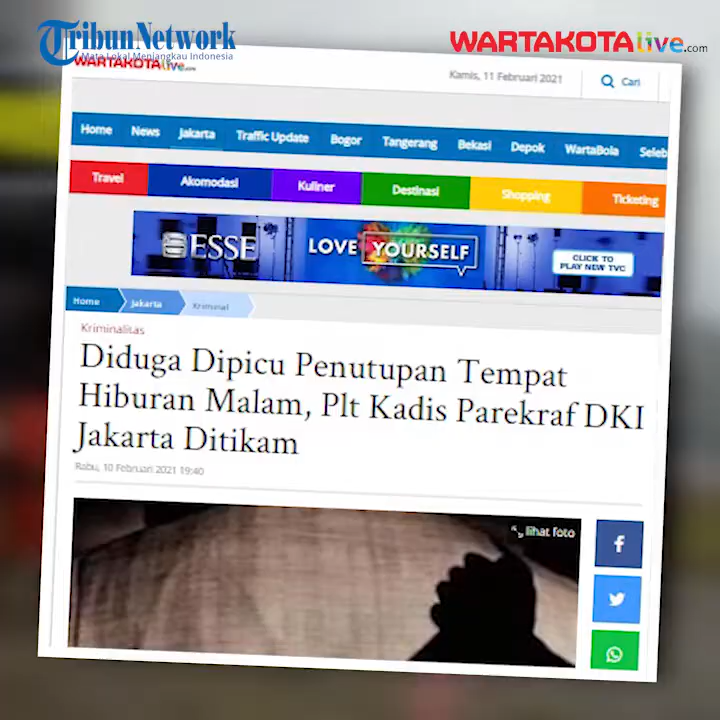 Tribun Network
Mata Lokal Menjangkau Indonesia
WARTAKOTAlive.com
WARTAKOTAlive.com
Kamis, 11 Februari 2021
Cari
Home News Jakarta Traffic Update Bogor Tangerang Bekasi Depok WartaBola Seleb
Travel Akomodasi Kuliner Destinasi Shopping Ticketing
ESSE LOVE YOURSELF CLICK TO
PLAY NEW TVC
Home Jakarta Kriminal
Kriminalitas
Diduga Dipicu Penutupan Tempat
Hiburan Malam, Plt Kadis Parekraf DKI
Jakarta Ditikam
Rabu, 10 Februari 2021 19:40
lihat foto